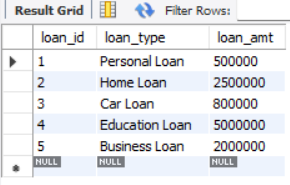 Result Grid Filter Rows:
loan_id loan_type loan_amt
1 Personal Loan 500000
2 Home Loan 2500000
3 Car Loan 800000
4 Education Loan 5000000
5 Business Loan 2000000
NULL NULL NULL